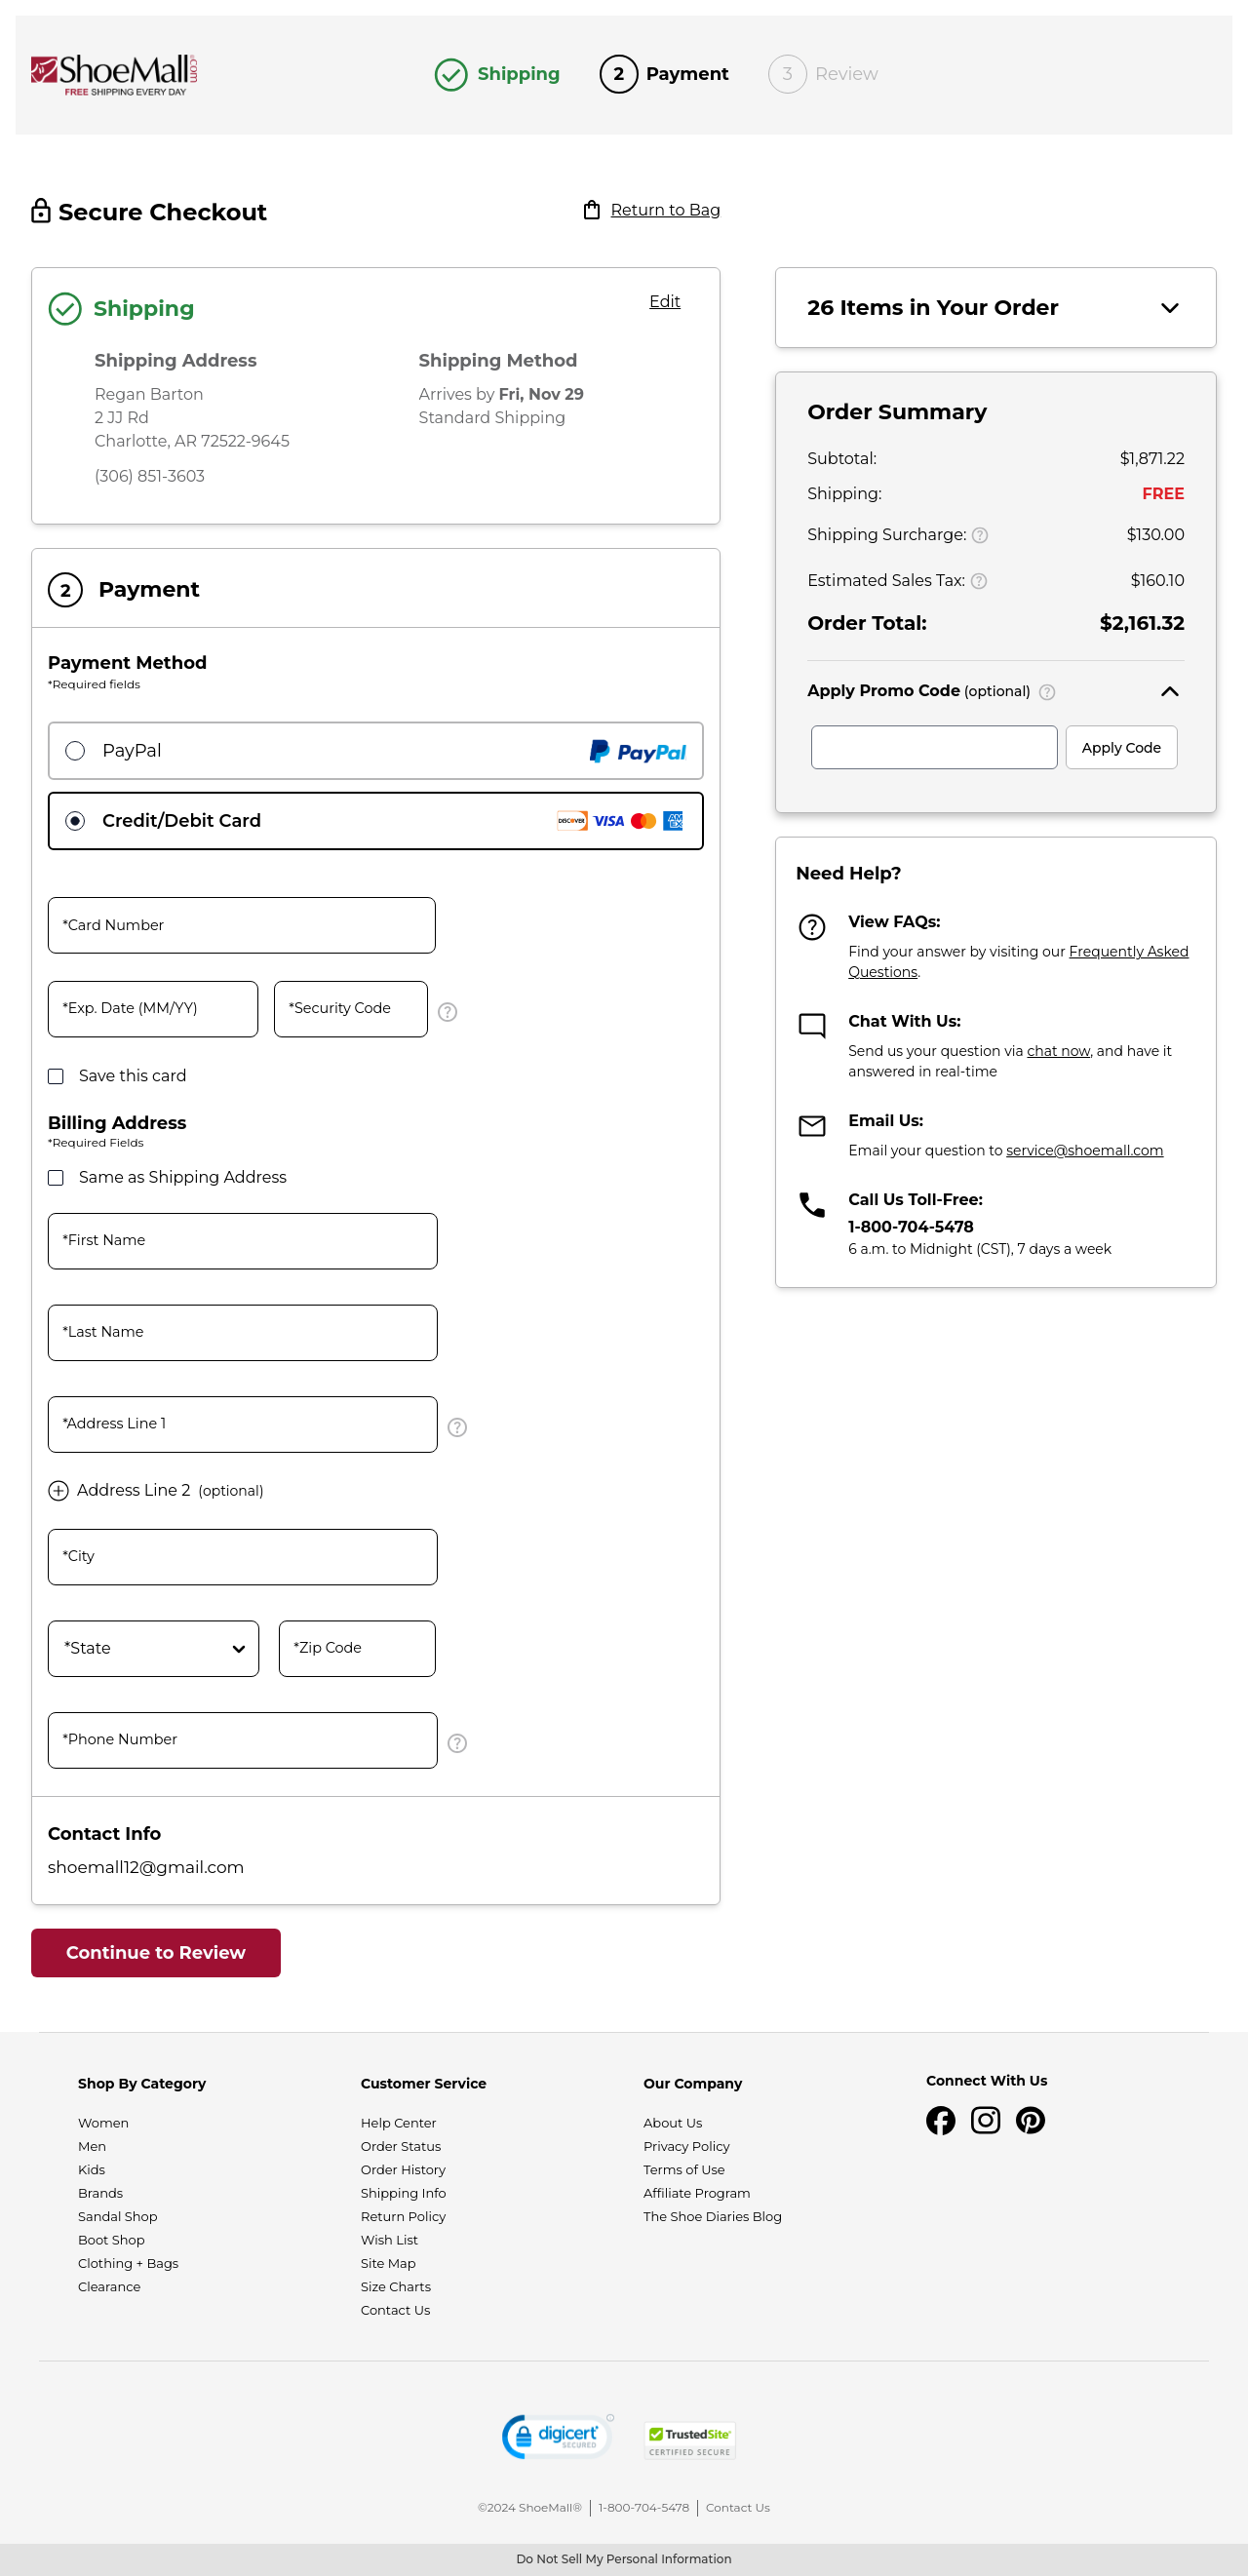 ShoeMall.com
FREE SHIPPING EVERY DAY
Shipping
2 Payment
3 Review
Secure Checkout
Return to Bag
Shipping
Edit
Shipping Address
Regan Barton
2 JJ Rd
Charlotte, AR 72522-9645
(306) 851-3603
Shipping Method
Arrives by Fri, Nov 29
Standard Shipping
2 Payment
Payment Method
*Required fields
PayPal
PayPal
Credit/Debit Card
DISCOVER VISA AMEX
*Card Number
*Exp. Date (MM/YY)
*Security Code
?
Save this card
Billing Address
*Required Fields
Same as Shipping Address
*First Name
*Last Name
*Address Line 1
?
Address Line 2 (optional)
*City
*State
*Zip Code
*Phone Number
?
Contact Info
shoemall12@gmail.com
Continue to Review
26 Items in Your Order
Order Summary
Subtotal: $1,871.22
Shipping: FREE
Shipping Surcharge: ? $130.00
Estimated Sales Tax: ? $160.10
Order Total: $2,161.32
Apply Promo Code (optional) ?
Apply Code
Need Help?
?
View FAQs:
Find your answer by visiting our Frequently Asked
Questions.
Chat With Us:
Send us your question via chat now, and have it
answered in real-time
Email Us:
Email your question to service@shoemall.com
Call Us Toll-Free:
1-800-704-5478
6 a.m. to Midnight (CST), 7 days a week
Shop By Category
Women
Men
Kids
Brands
Sandal Shop
Boot Shop
Clothing + Bags
Clearance
Customer Service
Help Center
Order Status
Order History
Shipping Info
Return Policy
Wish List
Site Map
Size Charts
Contact Us
Our Company
About Us
Privacy Policy
Terms of Use
Affiliate Program
The Shoe Diaries Blog
Connect With Us
digicert
SECURED
TrustedSite
CERTIFIED SECURE
©2024 ShoeMall® | 1-800-704-5478 | Contact Us
Do Not Sell My Personal Information